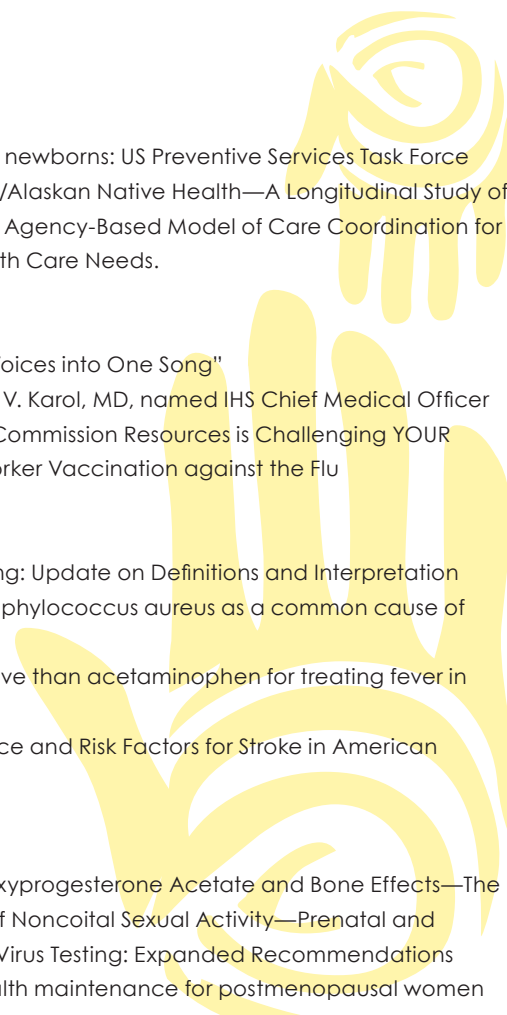 newborns: US Preventive Services Task Force
/Alaskan Native Health—A Longitudinal Study of
Agency-Based Model of Care Coordination for
th Care Needs.
oices into One Song”
V. Karol, MD, named IHS Chief Medical Officer
Commission Resources is Challenging YOUR
orker Vaccination against the Flu
ng: Update on Definitions and Interpretation
phylococcus aureus as a common cause of
ve than acetaminophen for treating fever in
ce and Risk Factors for Stroke in American
xyprogesterone Acetate and Bone Effects—The
f Noncoital Sexual Activity—Prenatal and
Virus Testing: Expanded Recommendations
lth maintenance for postmenopausal women